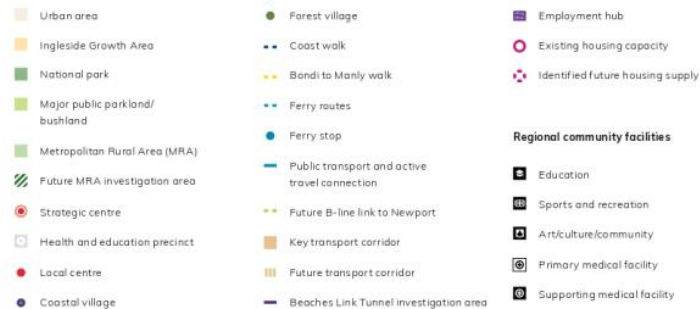 Urban area
Ingleside Growth Area
National park
Major public parkland/
bushland
Metropolitan Rural Area (MRA)
Future MRA investigation area
Strategic centre
Health and education precinct
Local centre
Coastal village
Forest village
Coast walk
Bondi to Manly walk
Ferry routes
Ferry stop
Public transport and active
travel connection
Future B-line link to Newport
Key transport corridor
Future transport corridor
Beaches Link Tunnel investigation area
Employment hub
Existing housing capacity
Identified future housing supply
Regional community facilities
Education
Sports and recreation
Art/culture/community
Primary medical facility
Supporting medical facility